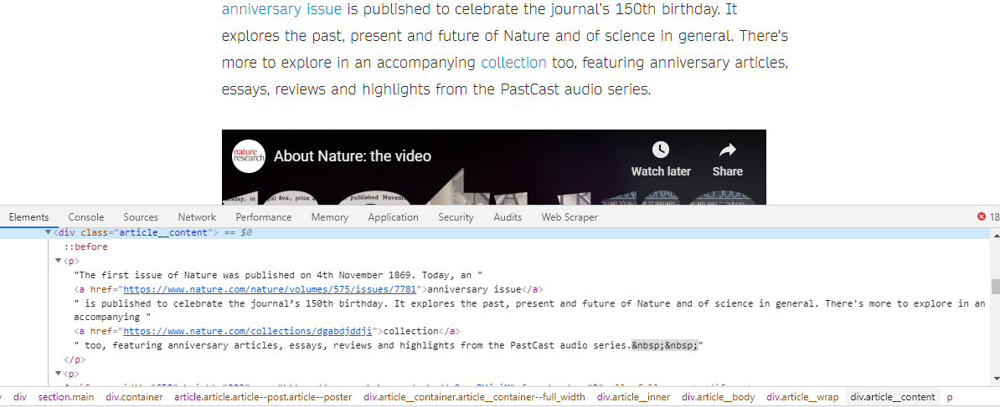 anniversary issue is published to celebrate the journal's 150th birthday. It
explores the past, present and future of Nature and of science in general. There's
more to explore in an accompanying collection too, featuring anniversary articles,
essays, reviews and highlights from the PastCast audio series.
nature
research
About Nature: the video
Watch later
Share
published Novem
Elements Console Sources Network Performance Memory Application Security Audits Web Scraper 18
▼<div class="article__content"> == $0
::before
▼<p>
"The first issue of Nature was published on 4th November 1869. Today, an "
<a href="https://www.nature.com/nature/volumes/575/issues/7781">anniversary issue</a>
" is published to celebrate the journal's 150th birthday. It explores the past, present and future of Nature and of science in general. There's more to explore in an
accompanying "
<a href="https://www.nature.com/collections/dgabdjddji">collection</a>
" too, featuring anniversary articles, essays, reviews and highlights from the PastCast audio series.&nbsp;&nbsp;"
</p>
▼<p>
div section.main div.container article.article.article--post.article--poster div.article__container.article__container--full_width div.article__inner div.article__body div.article__wrap div.article__content p